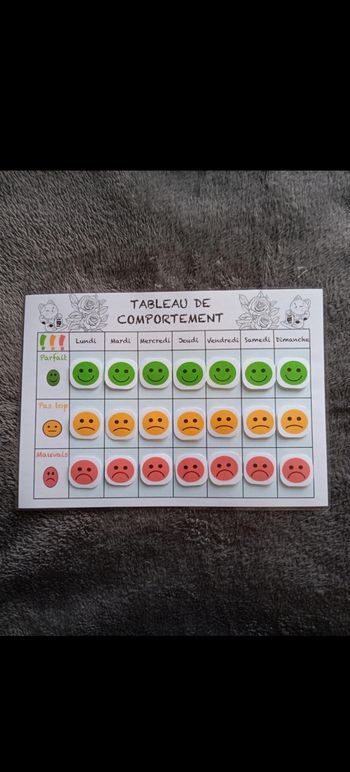 TABLEAU DE
COMPORTEMENT
!!! Lundi Mardi Mercredi Jeudi Vendredi Samedi Dimanche
Parfait
Pas top
Mauvais